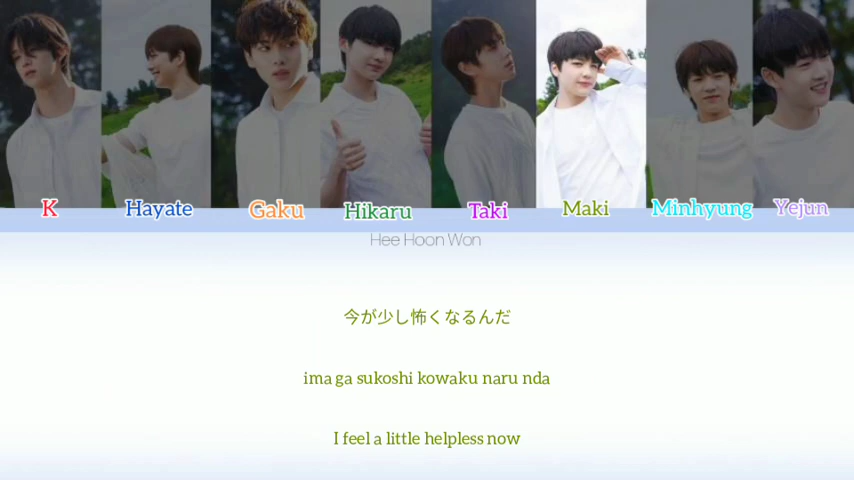 K Hayate Gaku Hikaru Taki Maki Minhyung Yejun
Hee Hoon Won
今が少し怖くなるんだ
ima ga sukoshi kowaku naru nda
I feel a little helpless now